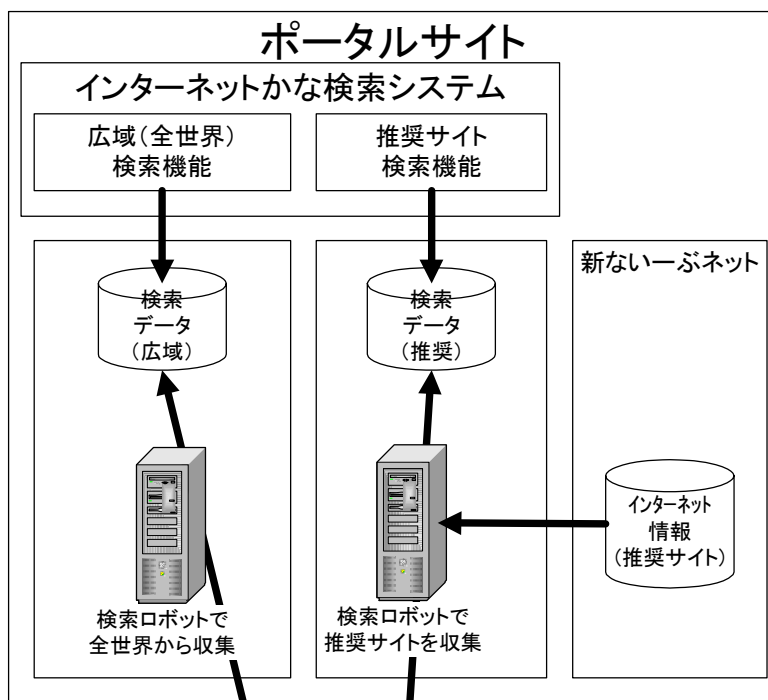 ポータルサイト
インターネットかな検索システム
広域（全世界）
検索機能
推奨サイト
検索機能
検索
データ
（広域）
検索
データ
（推奨）
新ないーぶネット
インターネット
情報
（推奨サイト）
検索ロボットで
全世界から収集
検索ロボットで
推奨サイトを収集